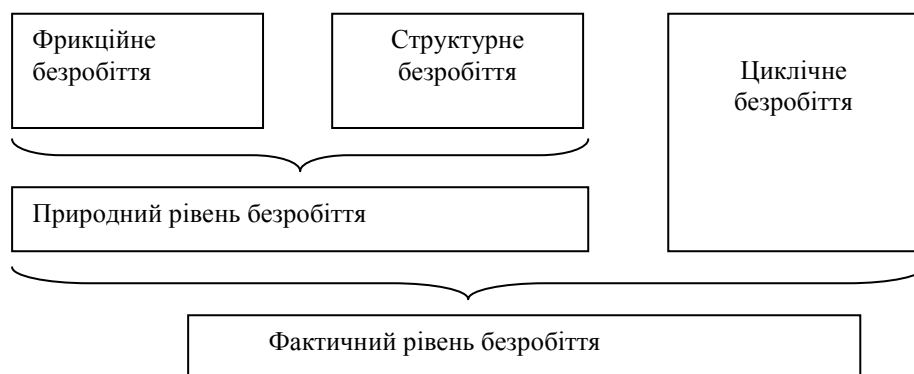 Фрикційне
безробіття
Структурне
безробіття
Циклічне
безробіття
Природний рівень безробіття
Фактичний рівень безробіття